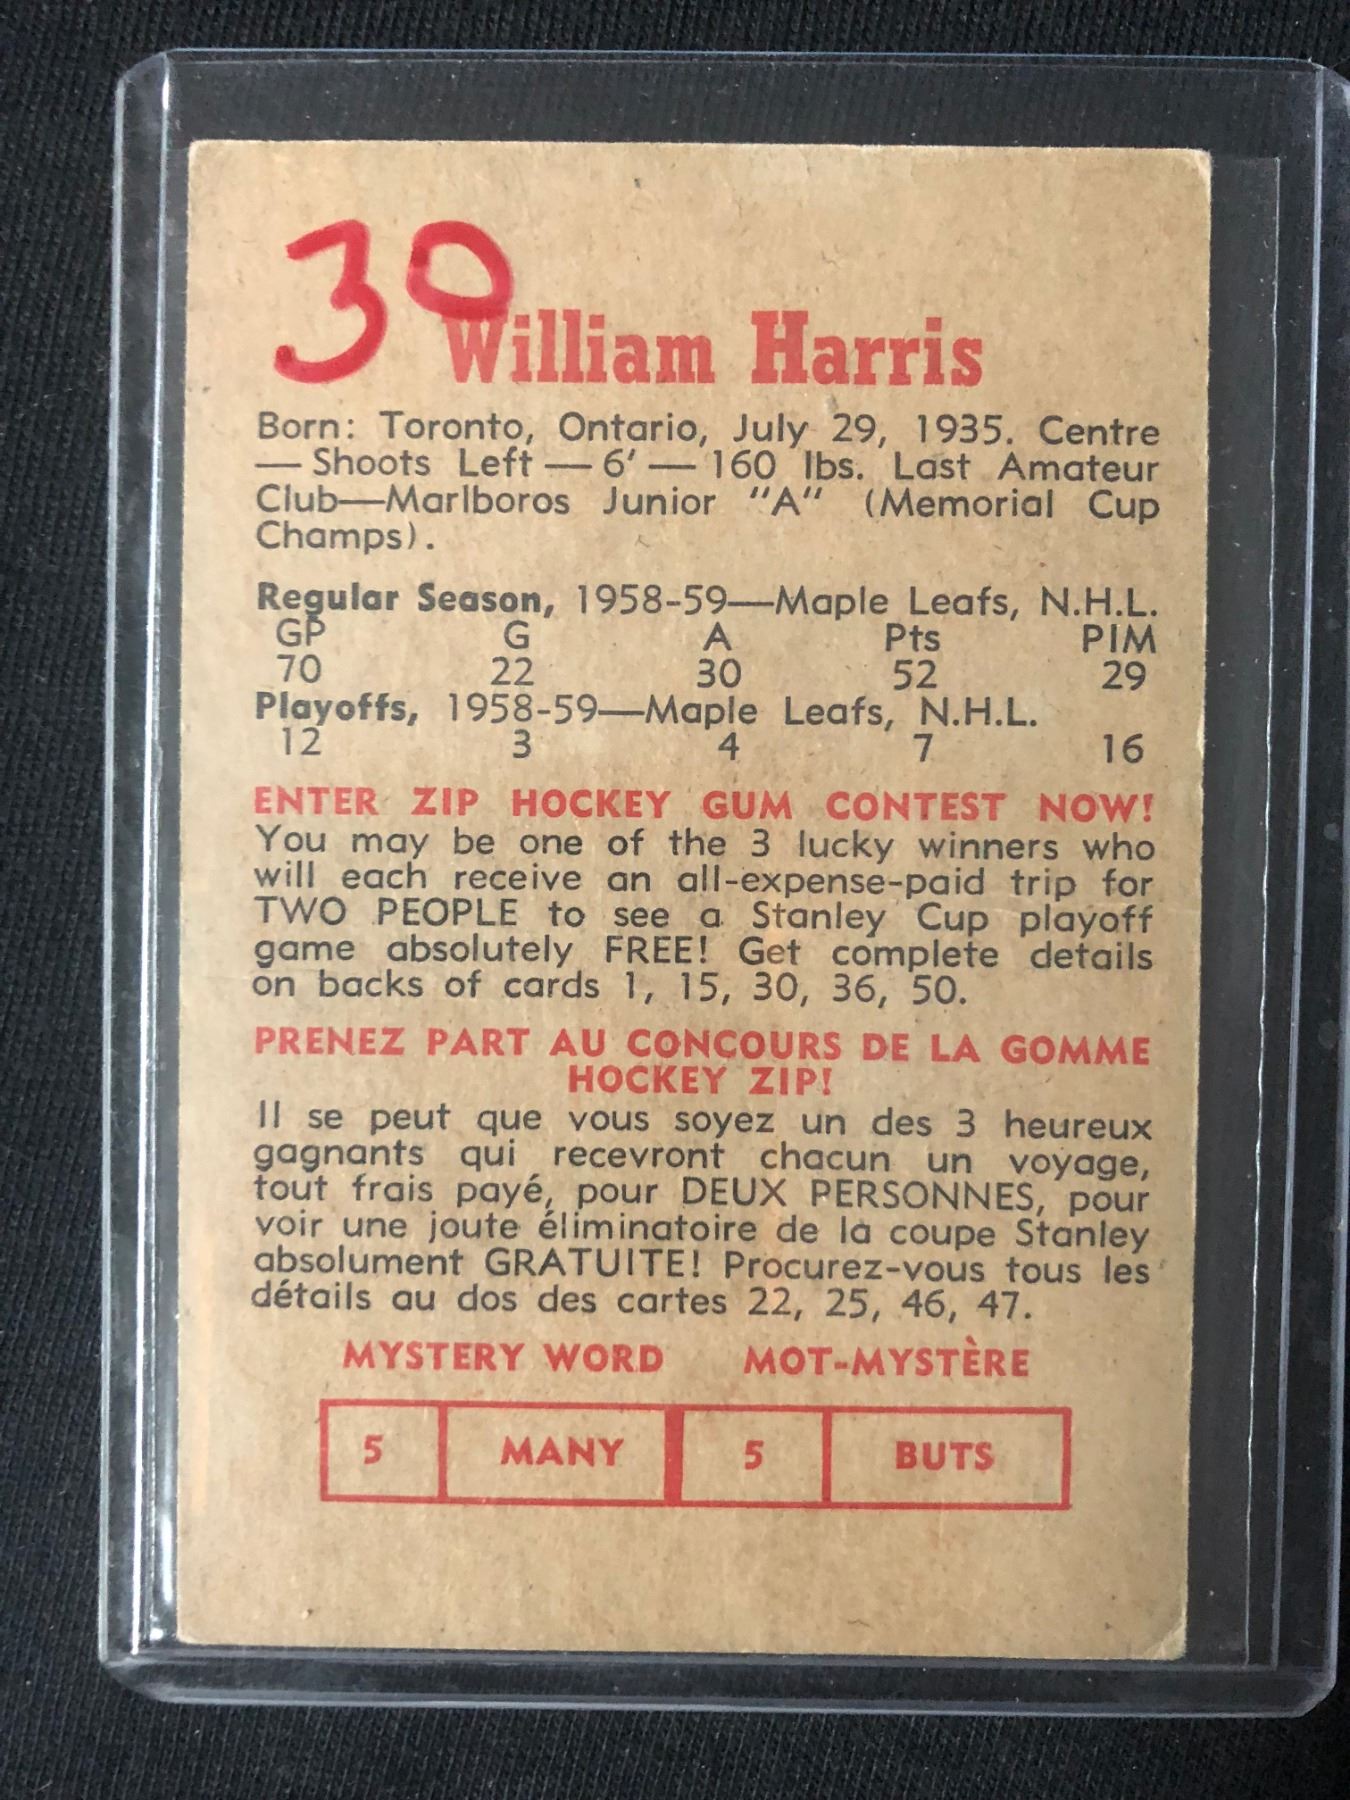 30
William Harris
Born: Toronto, Ontario, July 29, 1935. Centre
— Shoots Left — 6' — 160 lbs. Last Amateur
Club—Marlboros Junior "A" (Memorial Cup
Champs).
Regular Season, 1958-59—Maple Leafs, N.H.L.
GP G A Pts PIM
70 22 30 52 29
Playoffs, 1958-59—Maple Leafs, N.H.L.
12 3 4 7 16
ENTER ZIP HOCKEY GUM CONTEST NOW!
You may be one of the 3 lucky winners who
will each receive an all-expense-paid trip for
TWO PEOPLE to see a Stanley Cup playoff
game absolutely FREE! Get complete details
on backs of cards 1, 15, 30, 36, 50.
PRENEZ PART AU CONCOURS DE LA GOMME
HOCKEY ZIP!
Il se peut que vous soyez un des 3 heureux
gagnants qui recevront chacun un voyage,
tout frais payé, pour DEUX PERSONNES, pour
voir une joute éliminatoire de la coupe Stanley
absolument GRATUITE! Procurez-vous tous les
détails au dos des cartes 22, 25, 46, 47.
MYSTERY WORD MOT-MYSTÈRE
5 MANY 5 BUTS